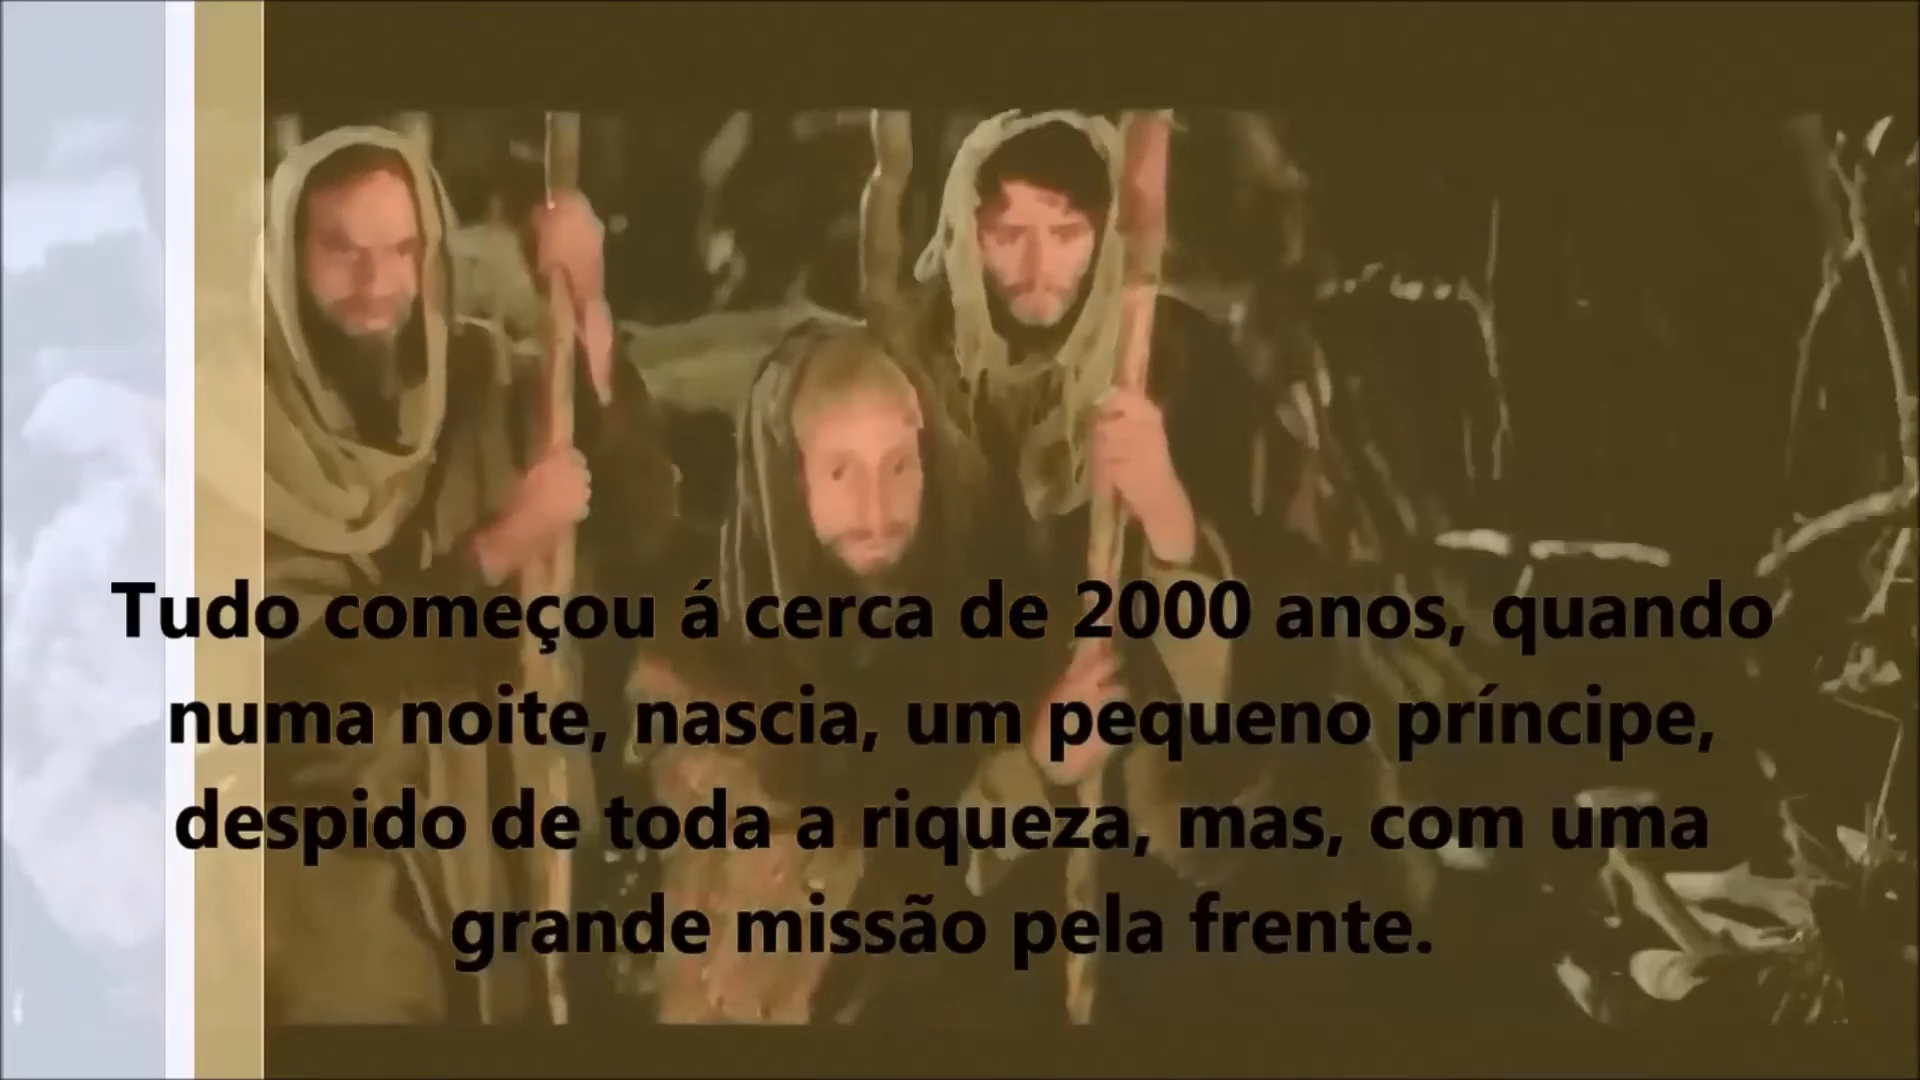 Tudo começou á cerca de 2000 anos, quando
numa noite, nascia, um pequeno príncipe,
despido de toda a riqueza, mas, com uma
grande missão pela frente.